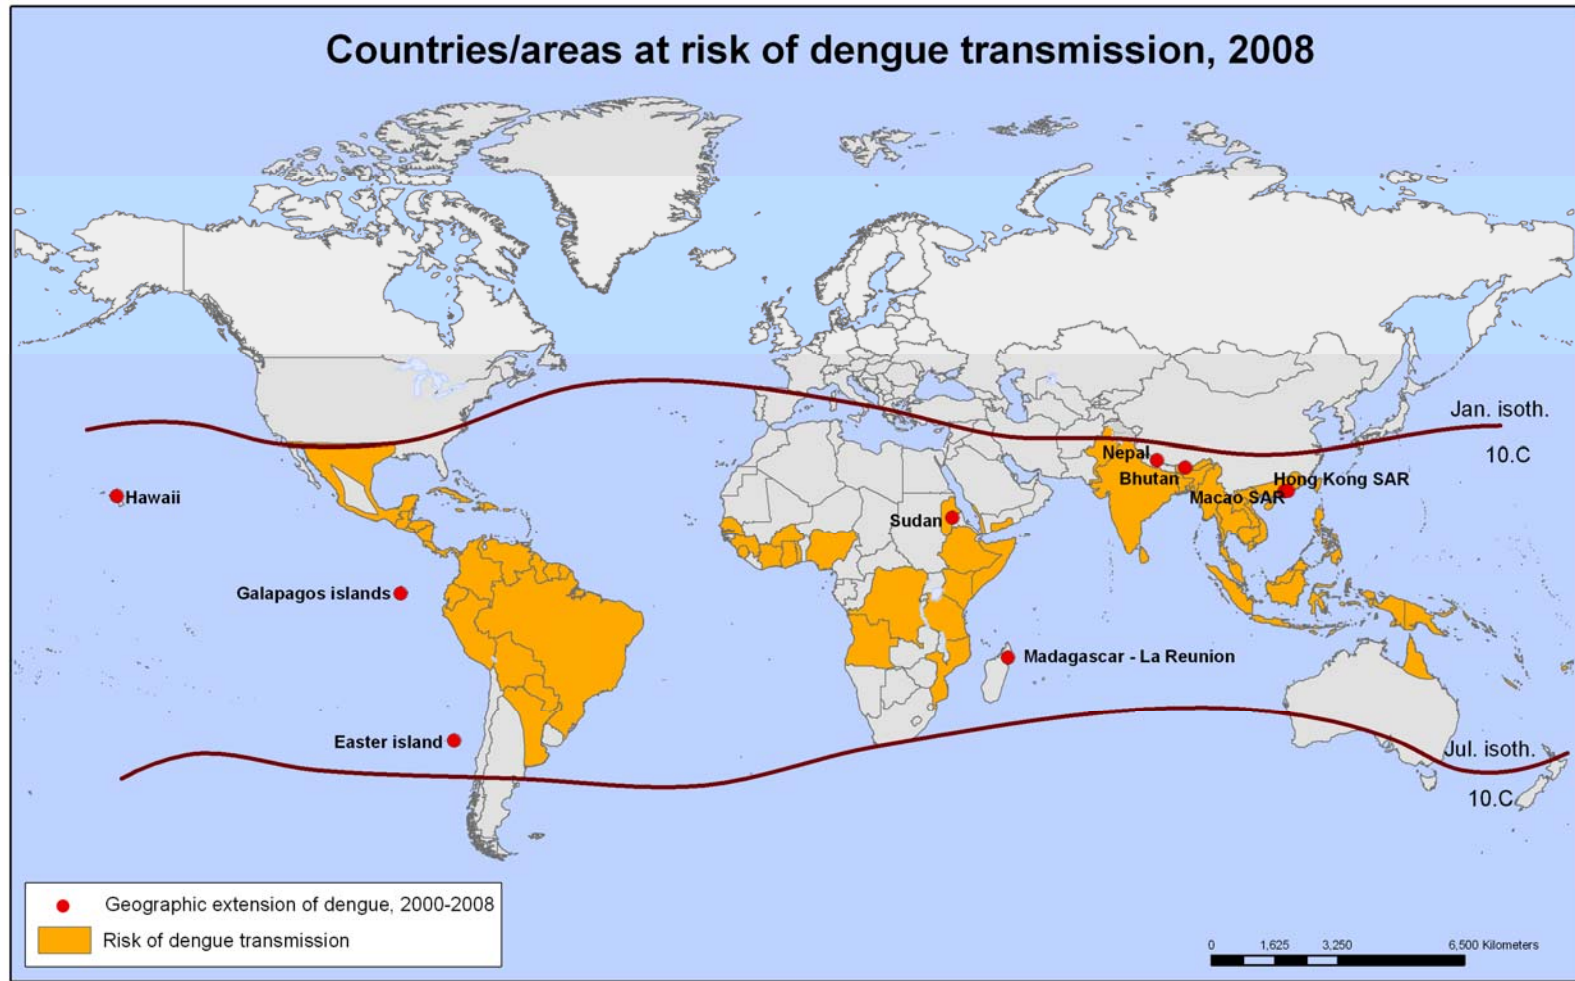 Countries/areas at risk of dengue transmission, 2008
Jan. isoth.
10.C
Nepal
Bhutan
Hong Kong SAR
Macao SAR
Hawaii
Sudan
Galapagos islands
Madagascar - La Reunion
Easter island
Jul. isoth.
10.C
Geographic extension of dengue, 2000-2008
Risk of dengue transmission
0 1,625 3,250 6,500 Kilometers